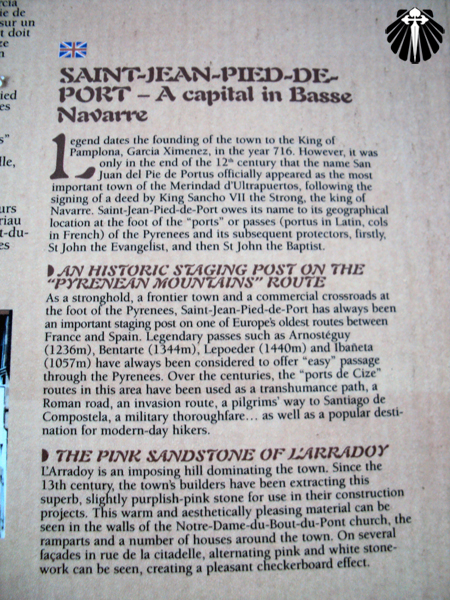 SAINT-JEAN-PIED-DE-
PORT – A capital in Basse
Navarre
Legend dates the founding of the town to the King of
Pamplona, Garcia Ximenez, in the year 716. However, it was
only in the end of the 12th century that the name San
Juan del Pie de Portus officially appeared as the most
important town of the Merindad d'Ultrapuertos, following the
signing of a deed by King Sancho VII the Strong, the king of
Navarre. Saint-Jean-Pied-de-Port owes its name to its geographical
location at the foot of the "ports" or passes (portus in Latin, cols
in French) of the Pyrenees and its subsequent protectors, firstly,
St John the Evangelist, and then St John the Baptist.
AN HISTORIC STAGING POST ON THE
"PYRENEAN MOUNTAINS" ROUTE
As a stronghold, a frontier town and a commercial crossroads at
the foot of the Pyrenees, Saint-Jean-Pied-de-Port has always been
an important staging post on one of Europe's oldest routes between
France and Spain. Legendary passes such as Arnostéguy
(1236m), Bentarte (1344m), Lepoeder (1440m) and Ibañeta
(1057m) have always been considered to offer "easy" passage
through the Pyrenees. Over the centuries, the "ports de Cize"
routes in this area have been used as a transhumance path, a
Roman road, an invasion route, a pilgrims' way to Santiago de
Compostela, a military thoroughfare... as well as a popular desti-
nation for modern-day hikers.
THE PINK SANDSTONE OF L'ARRADOY
L'Arradoy is an imposing hill dominating the town. Since the
13th century, the town's builders have been extracting this
superb, slightly purplish-pink stone for use in their construction
projects. This warm and aesthetically pleasing material can be
seen in the walls of the Notre-Dame-du-Bout-du-Pont church, the
ramparts and a number of houses around the town. On several
façades in rue de la citadelle, alternating pink and white stone-
work can be seen, creating a pleasant checkerboard effect.